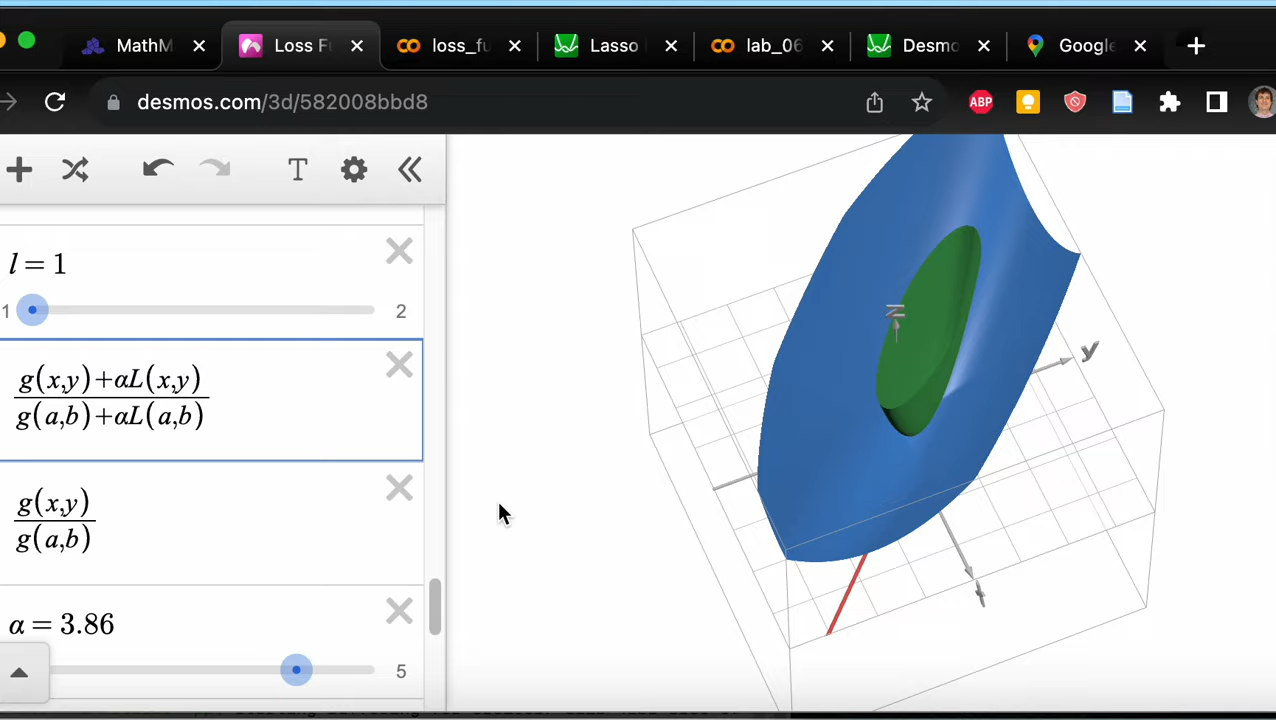 MathM
Loss Fu
loss_fu
Lasso
lab_06
Desmo
Google
desmos.com/3d/582008bbd8
ABP
T
l = 1
1
2
g(x,y)+αL(x,y)
g(a,b)+αL(a,b)
g(x,y)
g(a,b)
α = 3.86
5
z
y